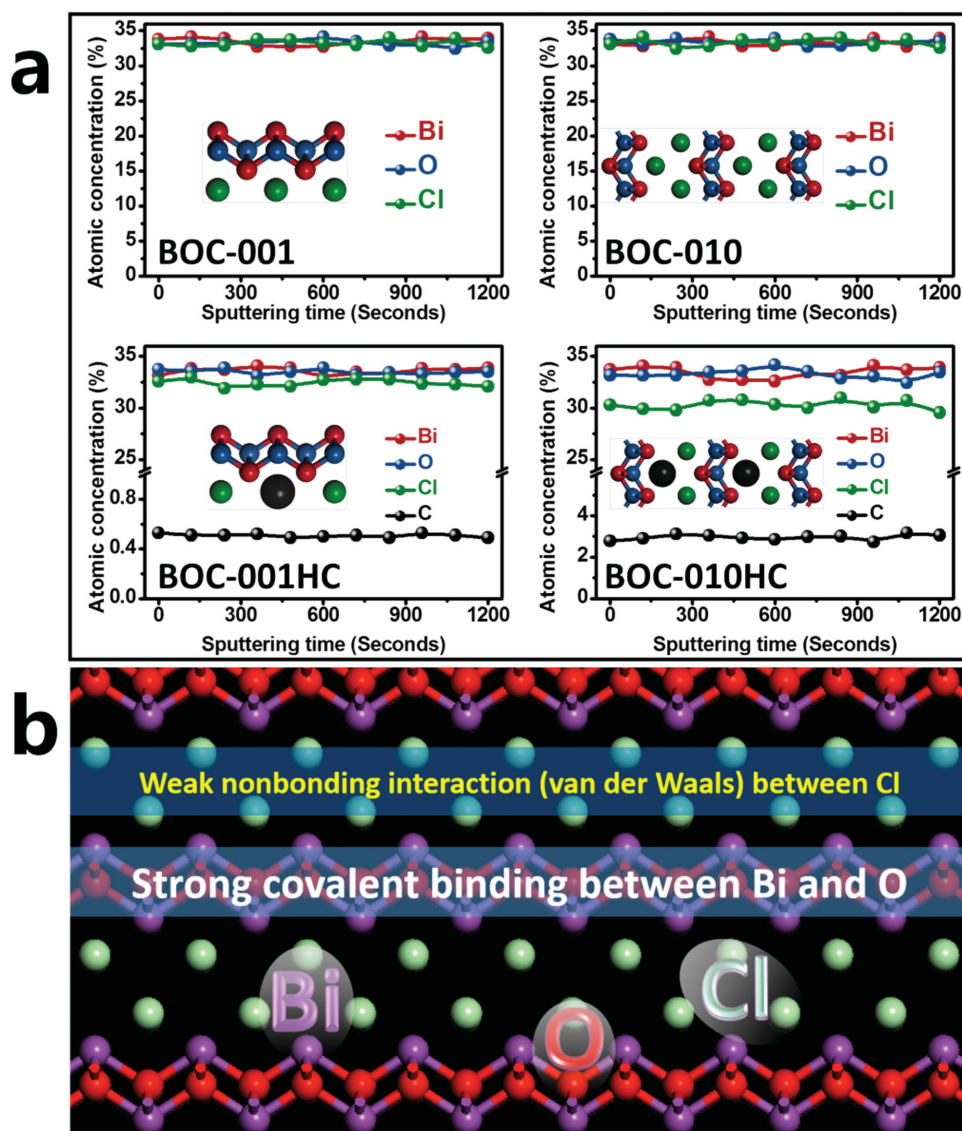 a
Atomic concentration (%)
35
30
25
20
15
10
5
0
Bi
O
Cl
BOC-001
0 300 600 900 1200
Sputtering time (Seconds)
Atomic concentration (%)
35
30
25
20
15
10
5
0
Bi
O
Cl
BOC-010
0 300 600 900 1200
Sputtering time (Seconds)
Atomic concentration (%)
35
30
25
0.8
0.4
0.0
Bi
O
Cl
C
BOC-001HC
0 300 600 900 1200
Sputtering time (Seconds)
Atomic concentration (%)
35
30
25
4
2
0
Bi
O
Cl
C
BOC-010HC
0 300 600 900 1200
Sputtering time (Seconds)
b
Weak nonbonding interaction (van der Waals) between Cl
Strong covalent binding between Bi and O
Bi
O
Cl